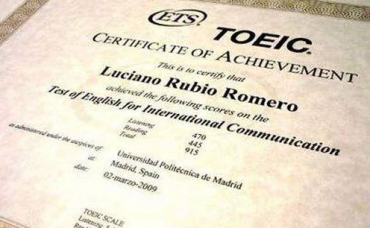 ETS TOEIC.
CERTIFICATE OF ACHIEVEMENT
This is to certify that
Luciano Rubio Romero
achieved the following scores on the
Test of English for International Communication
Listening 470
Reading 445
Total 915
as administered under the auspices of Universidad Politécnica de Madrid
at: Madrid, Spain
date: 02-marzo-2009
TOEIC SCALE
Listening